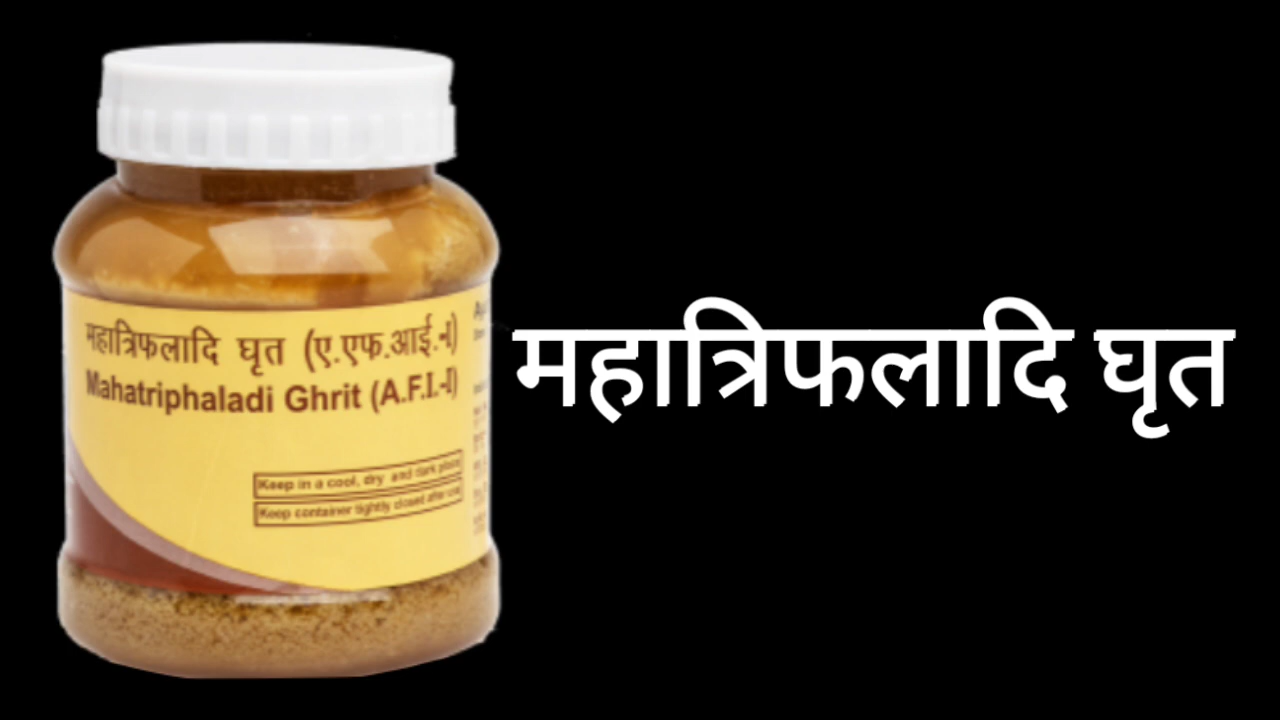 महात्रिफलादि घृत (ए.एफ.आई.-I)
Mahatriphaladi Ghrit (A.F.I.-I)
Keep in a cool, dry and dark place
Keep container tightly closed after use
महात्रिफलादि घृत